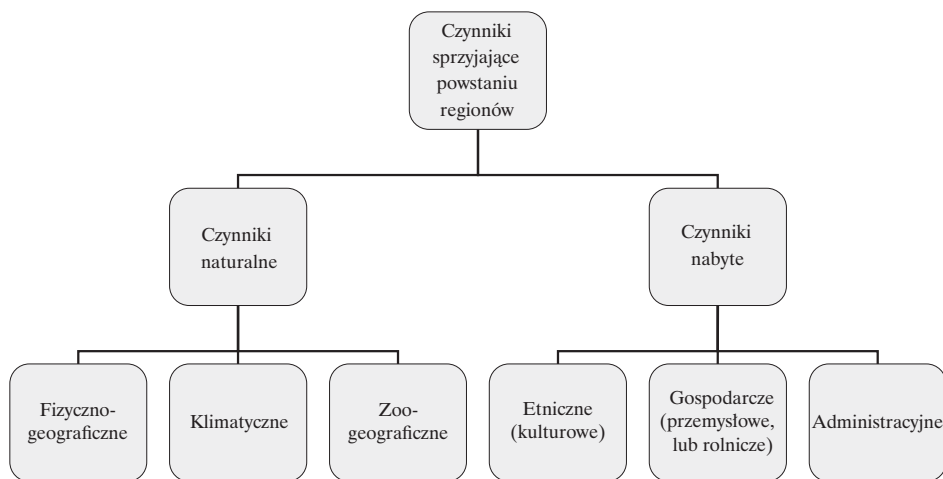 Czynniki
sprzyjające
powstaniu
regionów
Czynniki
naturalne
Czynniki
nabyte
Fizyczno-
geograficzne
Klimatyczne
Zoo-
geograficzne
Etniczne
(kulturowe)
Gospodarcze
(przemysłowe,
lub rolnicze)
Administracyjne